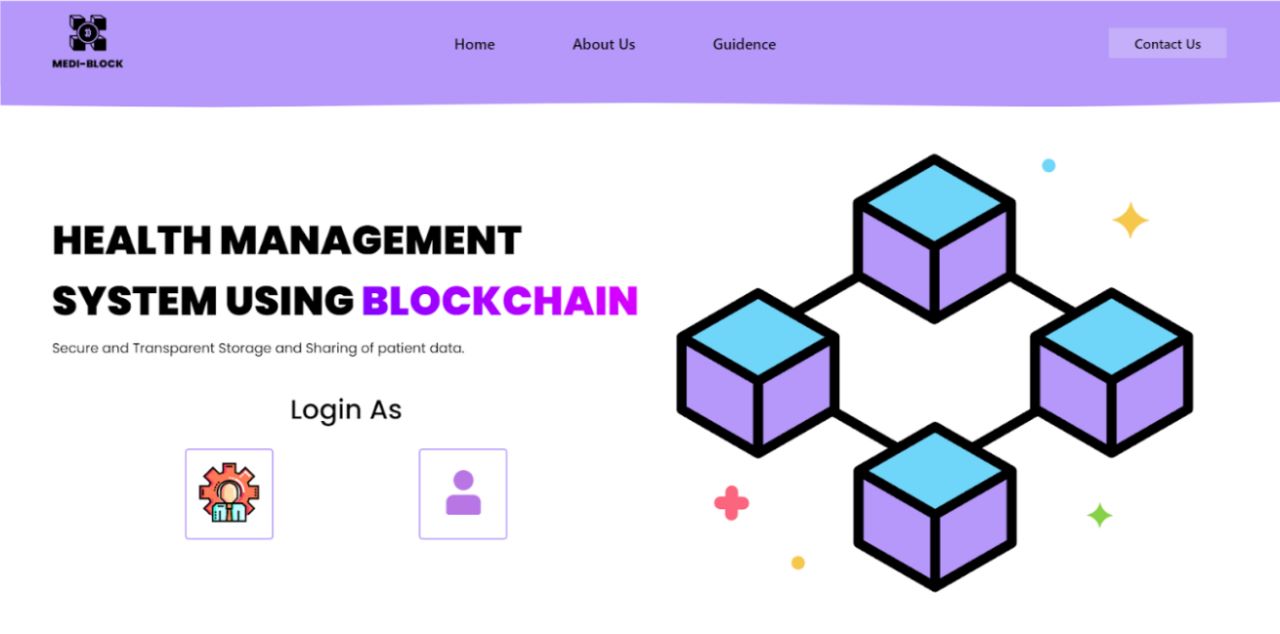 MEDI-BLOCK
Home
About Us
Guidence
Contact Us
HEALTH MANAGEMENT
SYSTEM USING BLOCKCHAIN
Secure and Transparent Storage and Sharing of patient data.
Login As